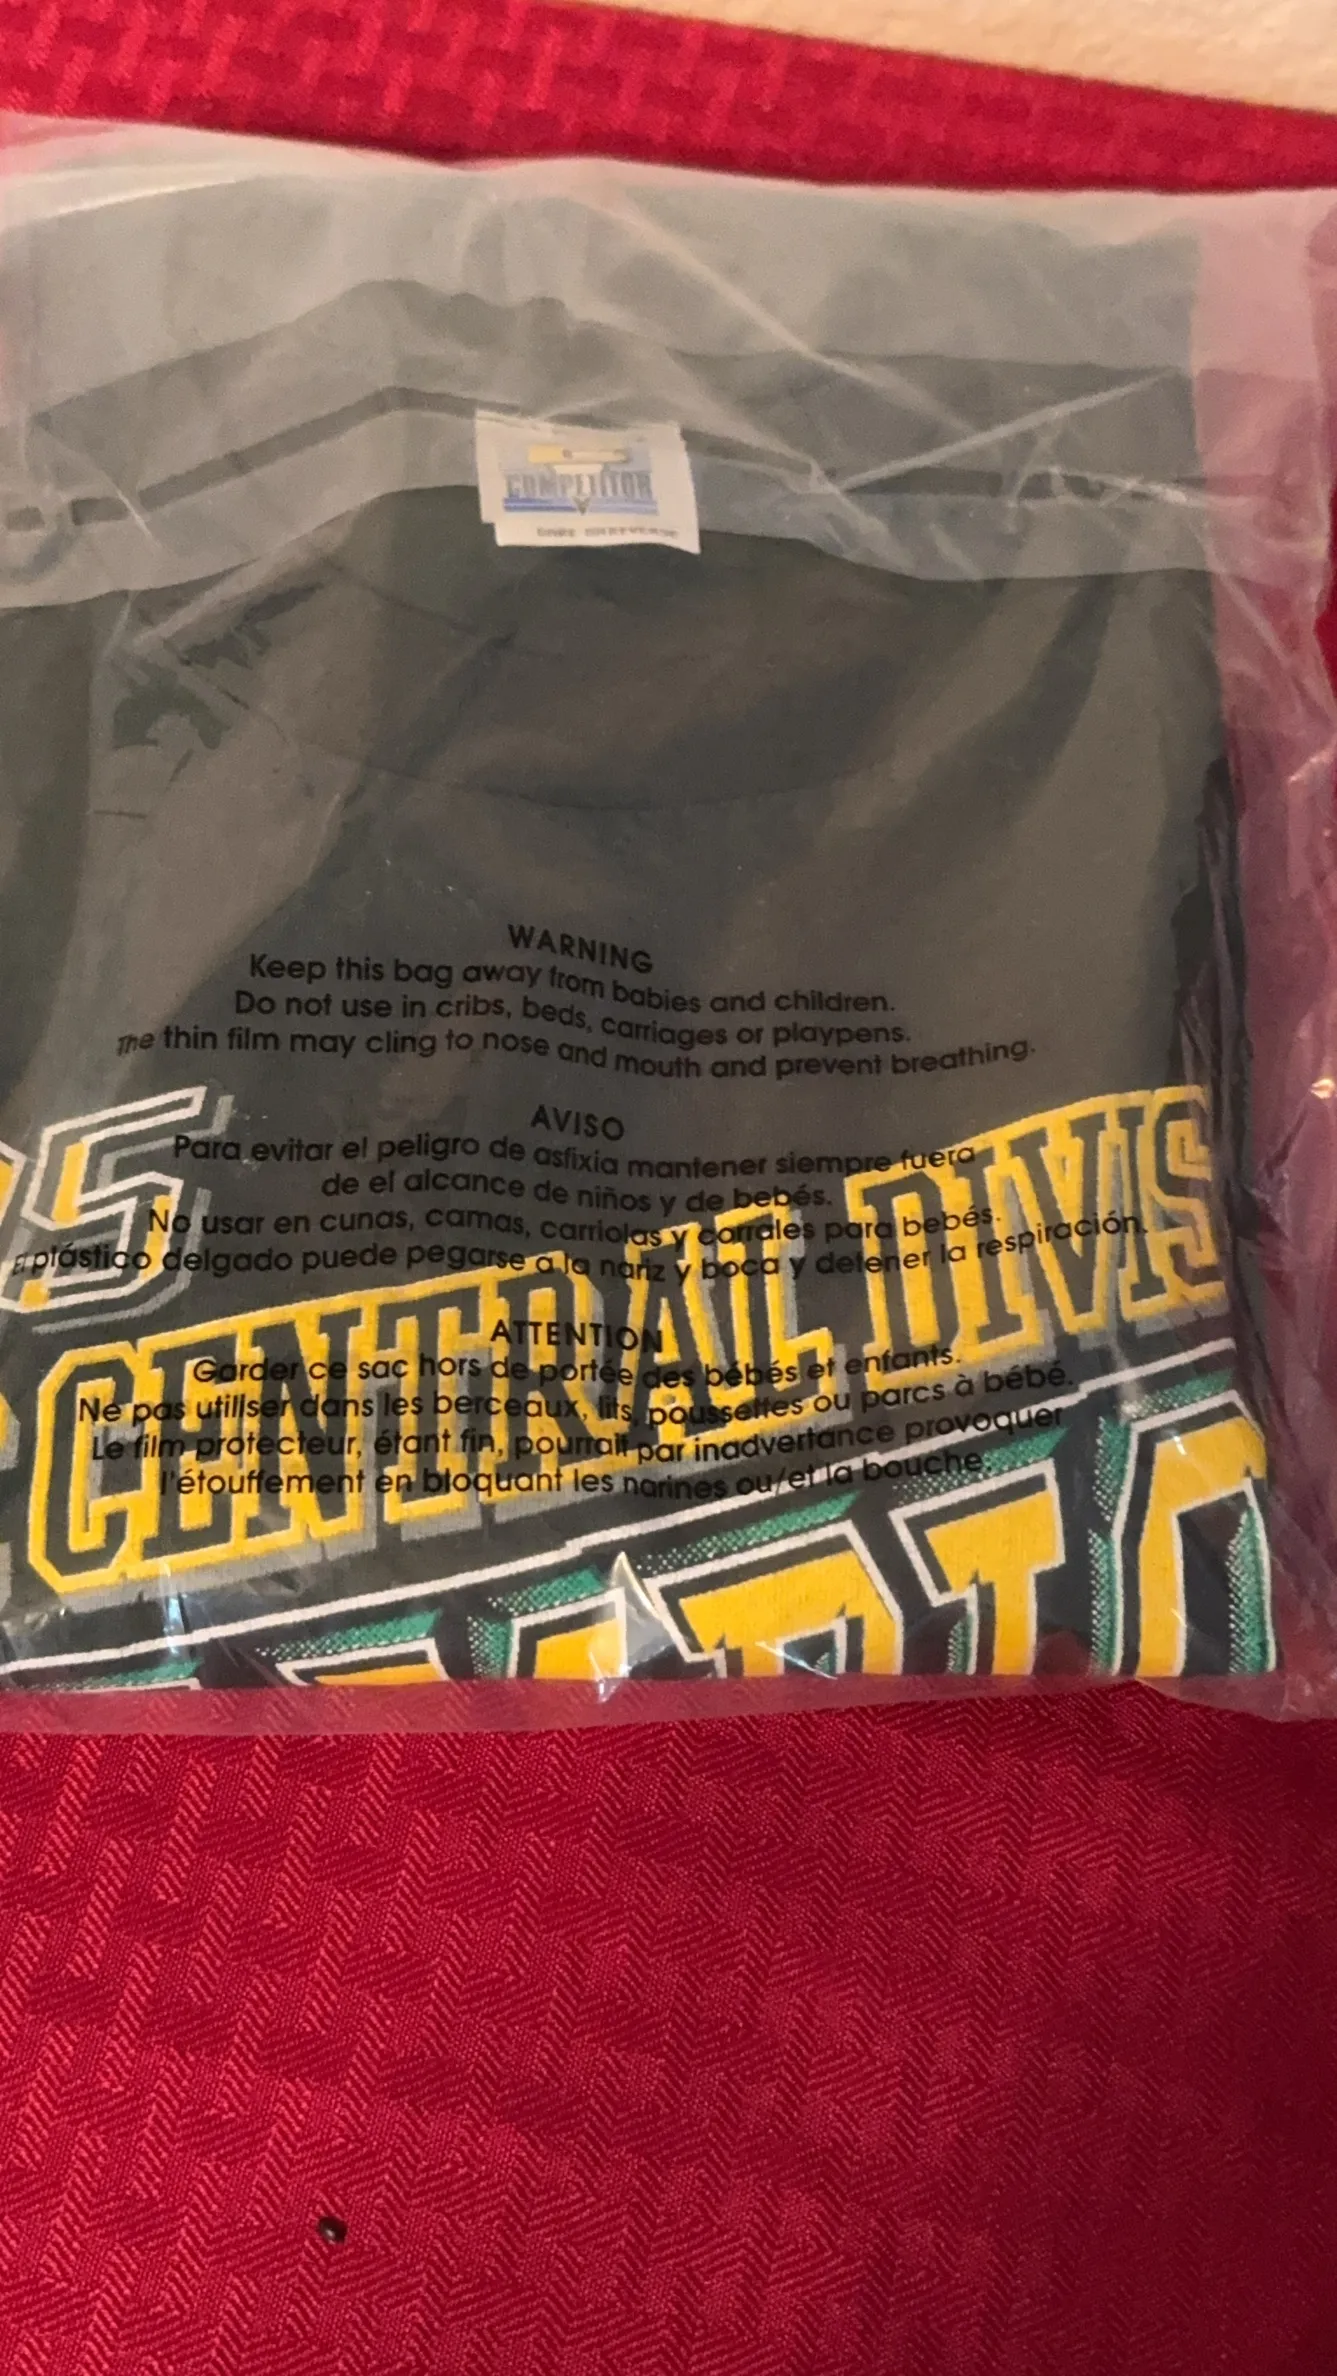 COMPETITOR
WARNING
Keep this bag away from babies and children.
Do not use in cribs, beds, carriages or playpens.
The thin film may cling to nose and mouth and prevent breathing.
AVISO
Para evitar el peligro de asfixia mantener siempre fuera
de el alcance de niños y de bebés.
No usar en cunas, camas, carriolas y corrales para bebés.
El plástico delgado puede pegarse a la nariz y boca y detener la respiración.
ATTENTION
Garder ce sac hors de portée des bébés et enfants.
Ne pas utiliser dans les berceaux, lits, poussettes ou parcs à bébé.
Le film protecteur, étant fin, pourrait par inadvertance provoquer
l'étouffement en bloquant les narines ou/et la bouche.
CENTRAL DIVIS